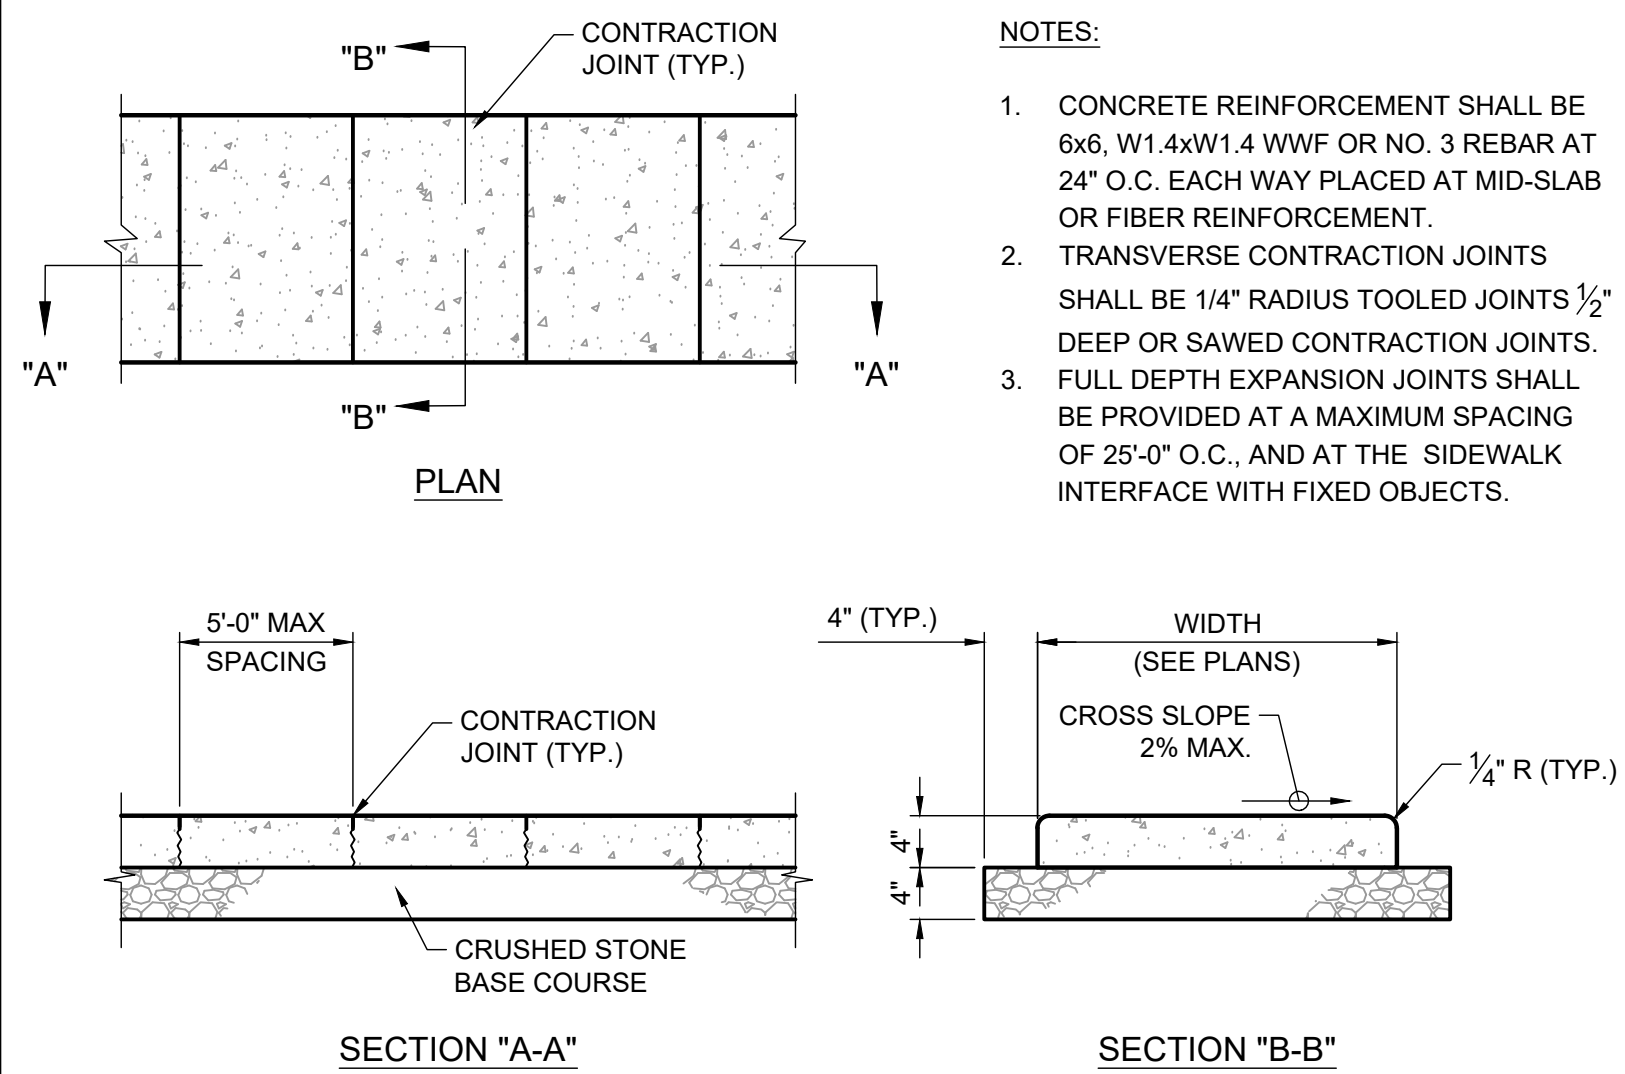 "B"
CONTRACTION
JOINT (TYP.)
"A"
"A"
"B"
PLAN
NOTES:
1. CONCRETE REINFORCEMENT SHALL BE
6x6, W1.4xW1.4 WWF OR NO. 3 REBAR AT
24" O.C. EACH WAY PLACED AT MID-SLAB
OR FIBER REINFORCEMENT.
2. TRANSVERSE CONTRACTION JOINTS
SHALL BE 1/4" RADIUS TOOLED JOINTS 1/2"
DEEP OR SAWED CONTRACTION JOINTS.
3. FULL DEPTH EXPANSION JOINTS SHALL
BE PROVIDED AT A MAXIMUM SPACING
OF 25'-0" O.C., AND AT THE SIDEWALK
INTERFACE WITH FIXED OBJECTS.
5'-0" MAX
SPACING
CONTRACTION
JOINT (TYP.)
CRUSHED STONE
BASE COURSE
SECTION "A-A"
4" (TYP.)
WIDTH
(SEE PLANS)
CROSS SLOPE
2% MAX.
1/4" R (TYP.)
4"
4"
SECTION "B-B"